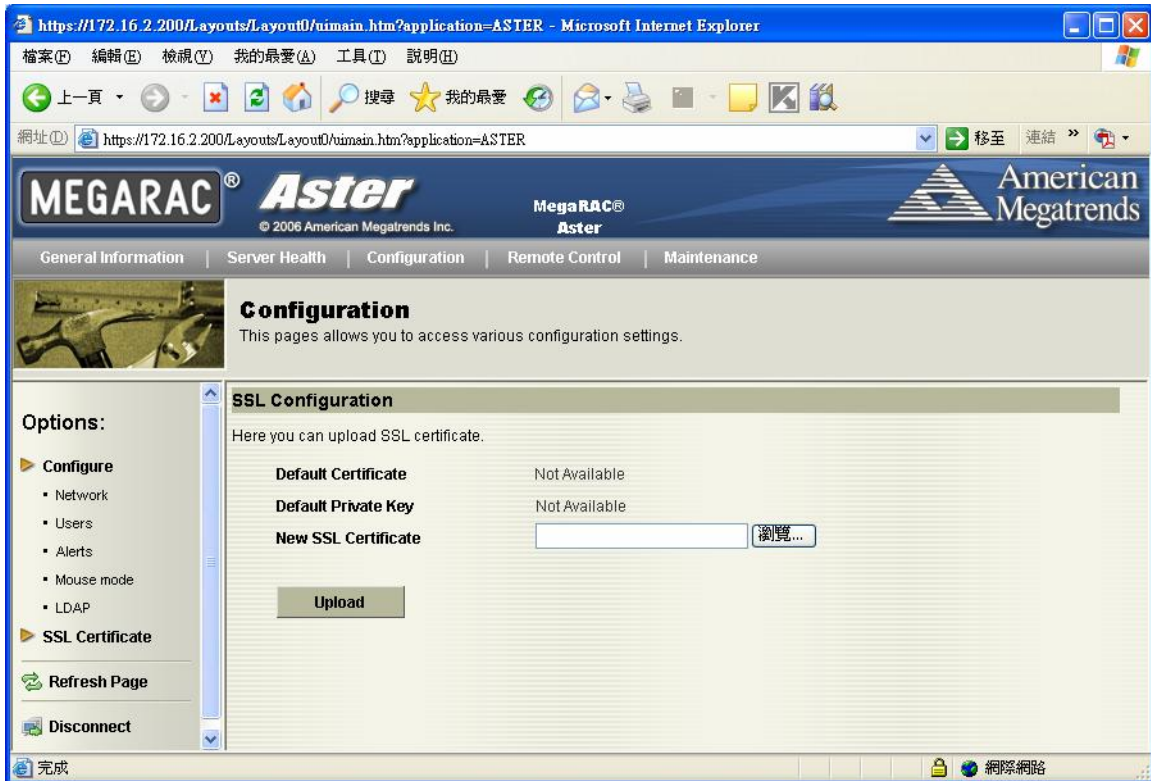 https://172.16.2.200/Layouts/Layout0/uimain.htm?application=ASTER - Microsoft Internet Explorer
檔案(F) 編輯(E) 檢視(V) 我的最愛(A) 工具(T) 說明(H)
上一頁 搜尋 我的最愛
網址(D) https://172.16.2.200/Layouts/Layout0/uimain.htm?application=ASTER 移至 連結 »
MEGARAC® Aster
© 2006 American Megatrends Inc.
MegaRAC®
Aster
American
Megatrends
General Information | Server Health | Configuration | Remote Control | Maintenance
Configuration
This pages allows you to access various configuration settings.
Options:
Configure
Network
Users
Alerts
Mouse mode
LDAP
SSL Certificate
Refresh Page
Disconnect
SSL Configuration
Here you can upload SSL certificate.
Default Certificate Not Available
Default Private Key Not Available
New SSL Certificate 瀏覽...
Upload
完成 網際網路